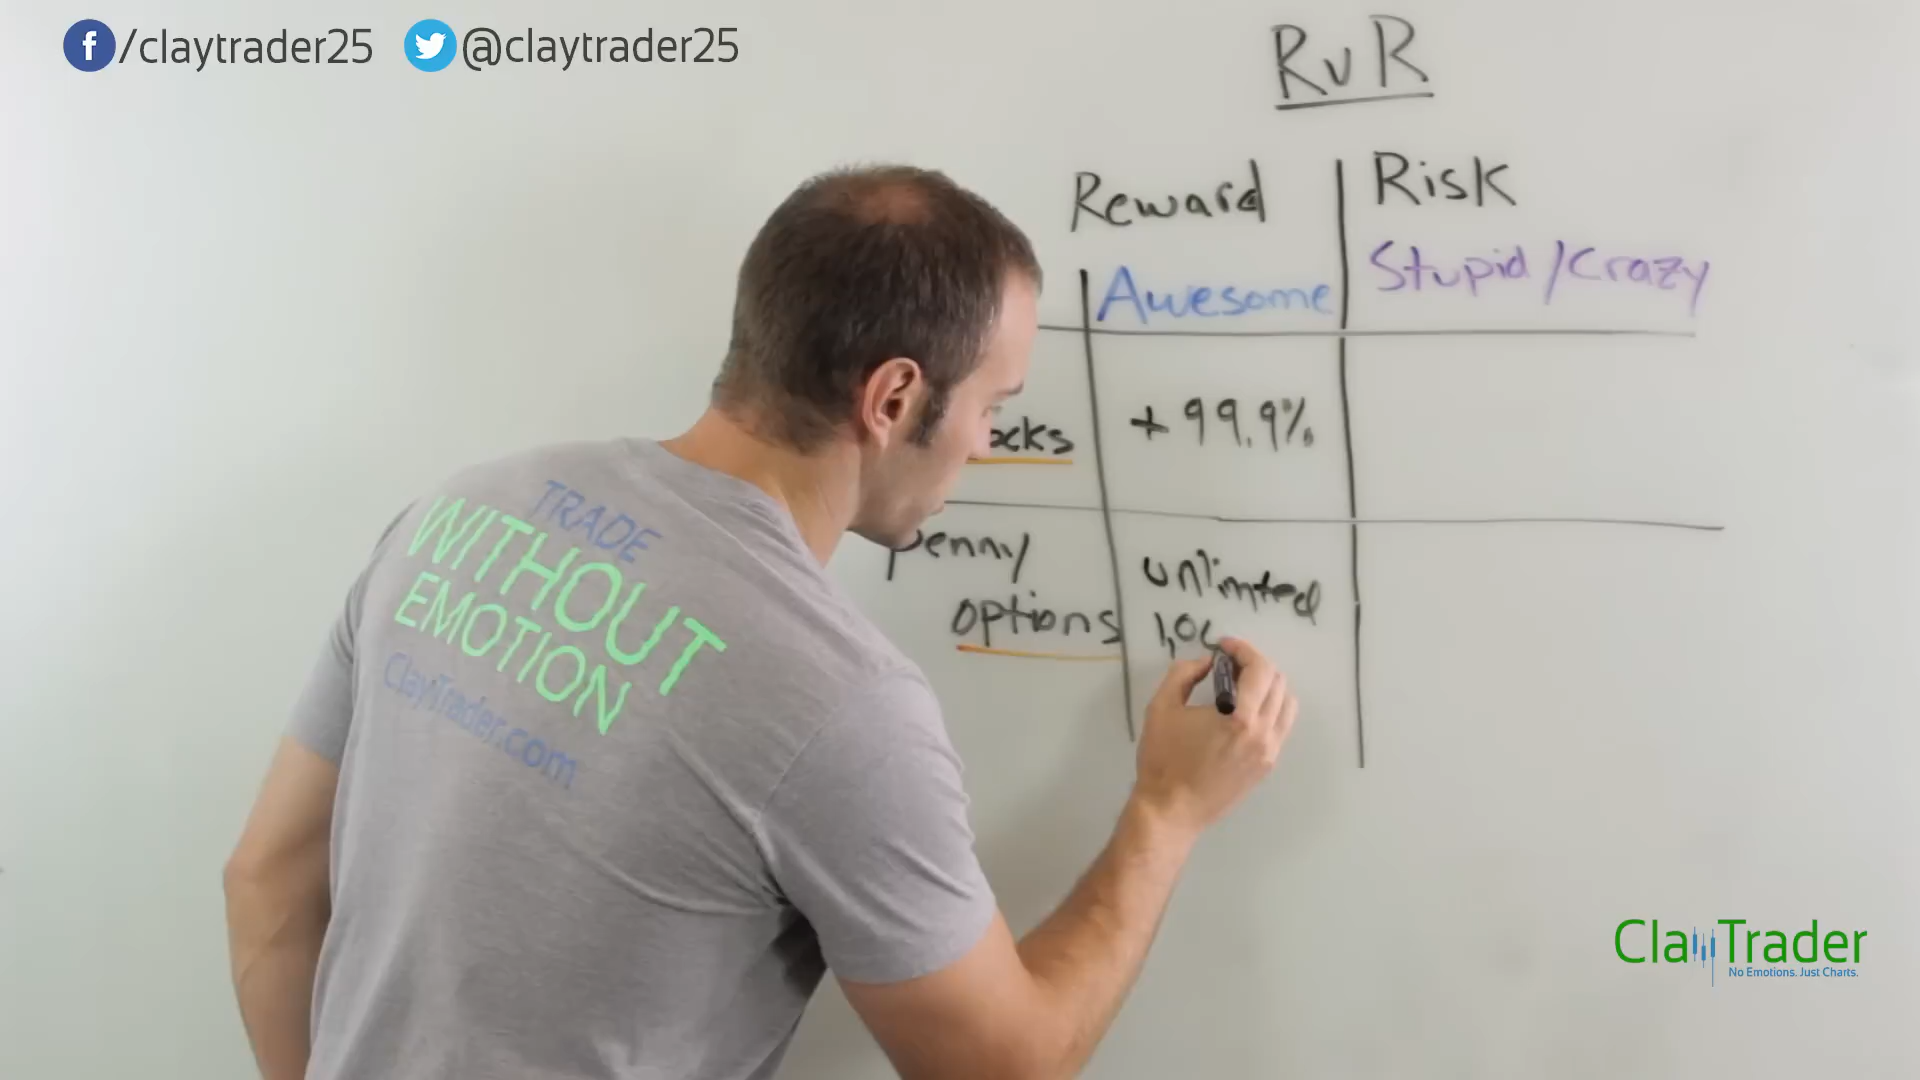 /claytrader25 @claytrader25
RvR
Reward Risk
Awesome Stupid/Crazy
+99.9%
penny
options
unlimted
TRADE
WITHOUT
EMOTION
ClayTrader.com
ClayTrader
No Emotions. Just Charts.